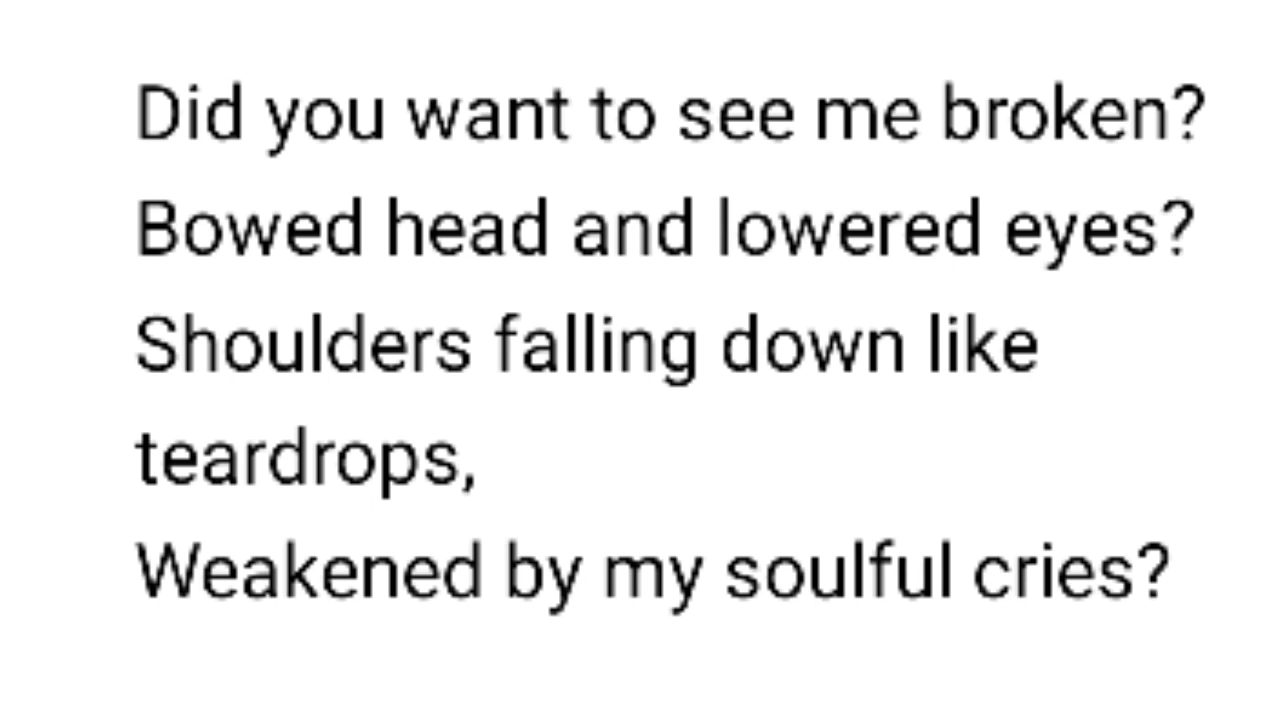 Did you want to see me broken?
Bowed head and lowered eyes?
Shoulders falling down like
teardrops,
Weakened by my soulful cries?